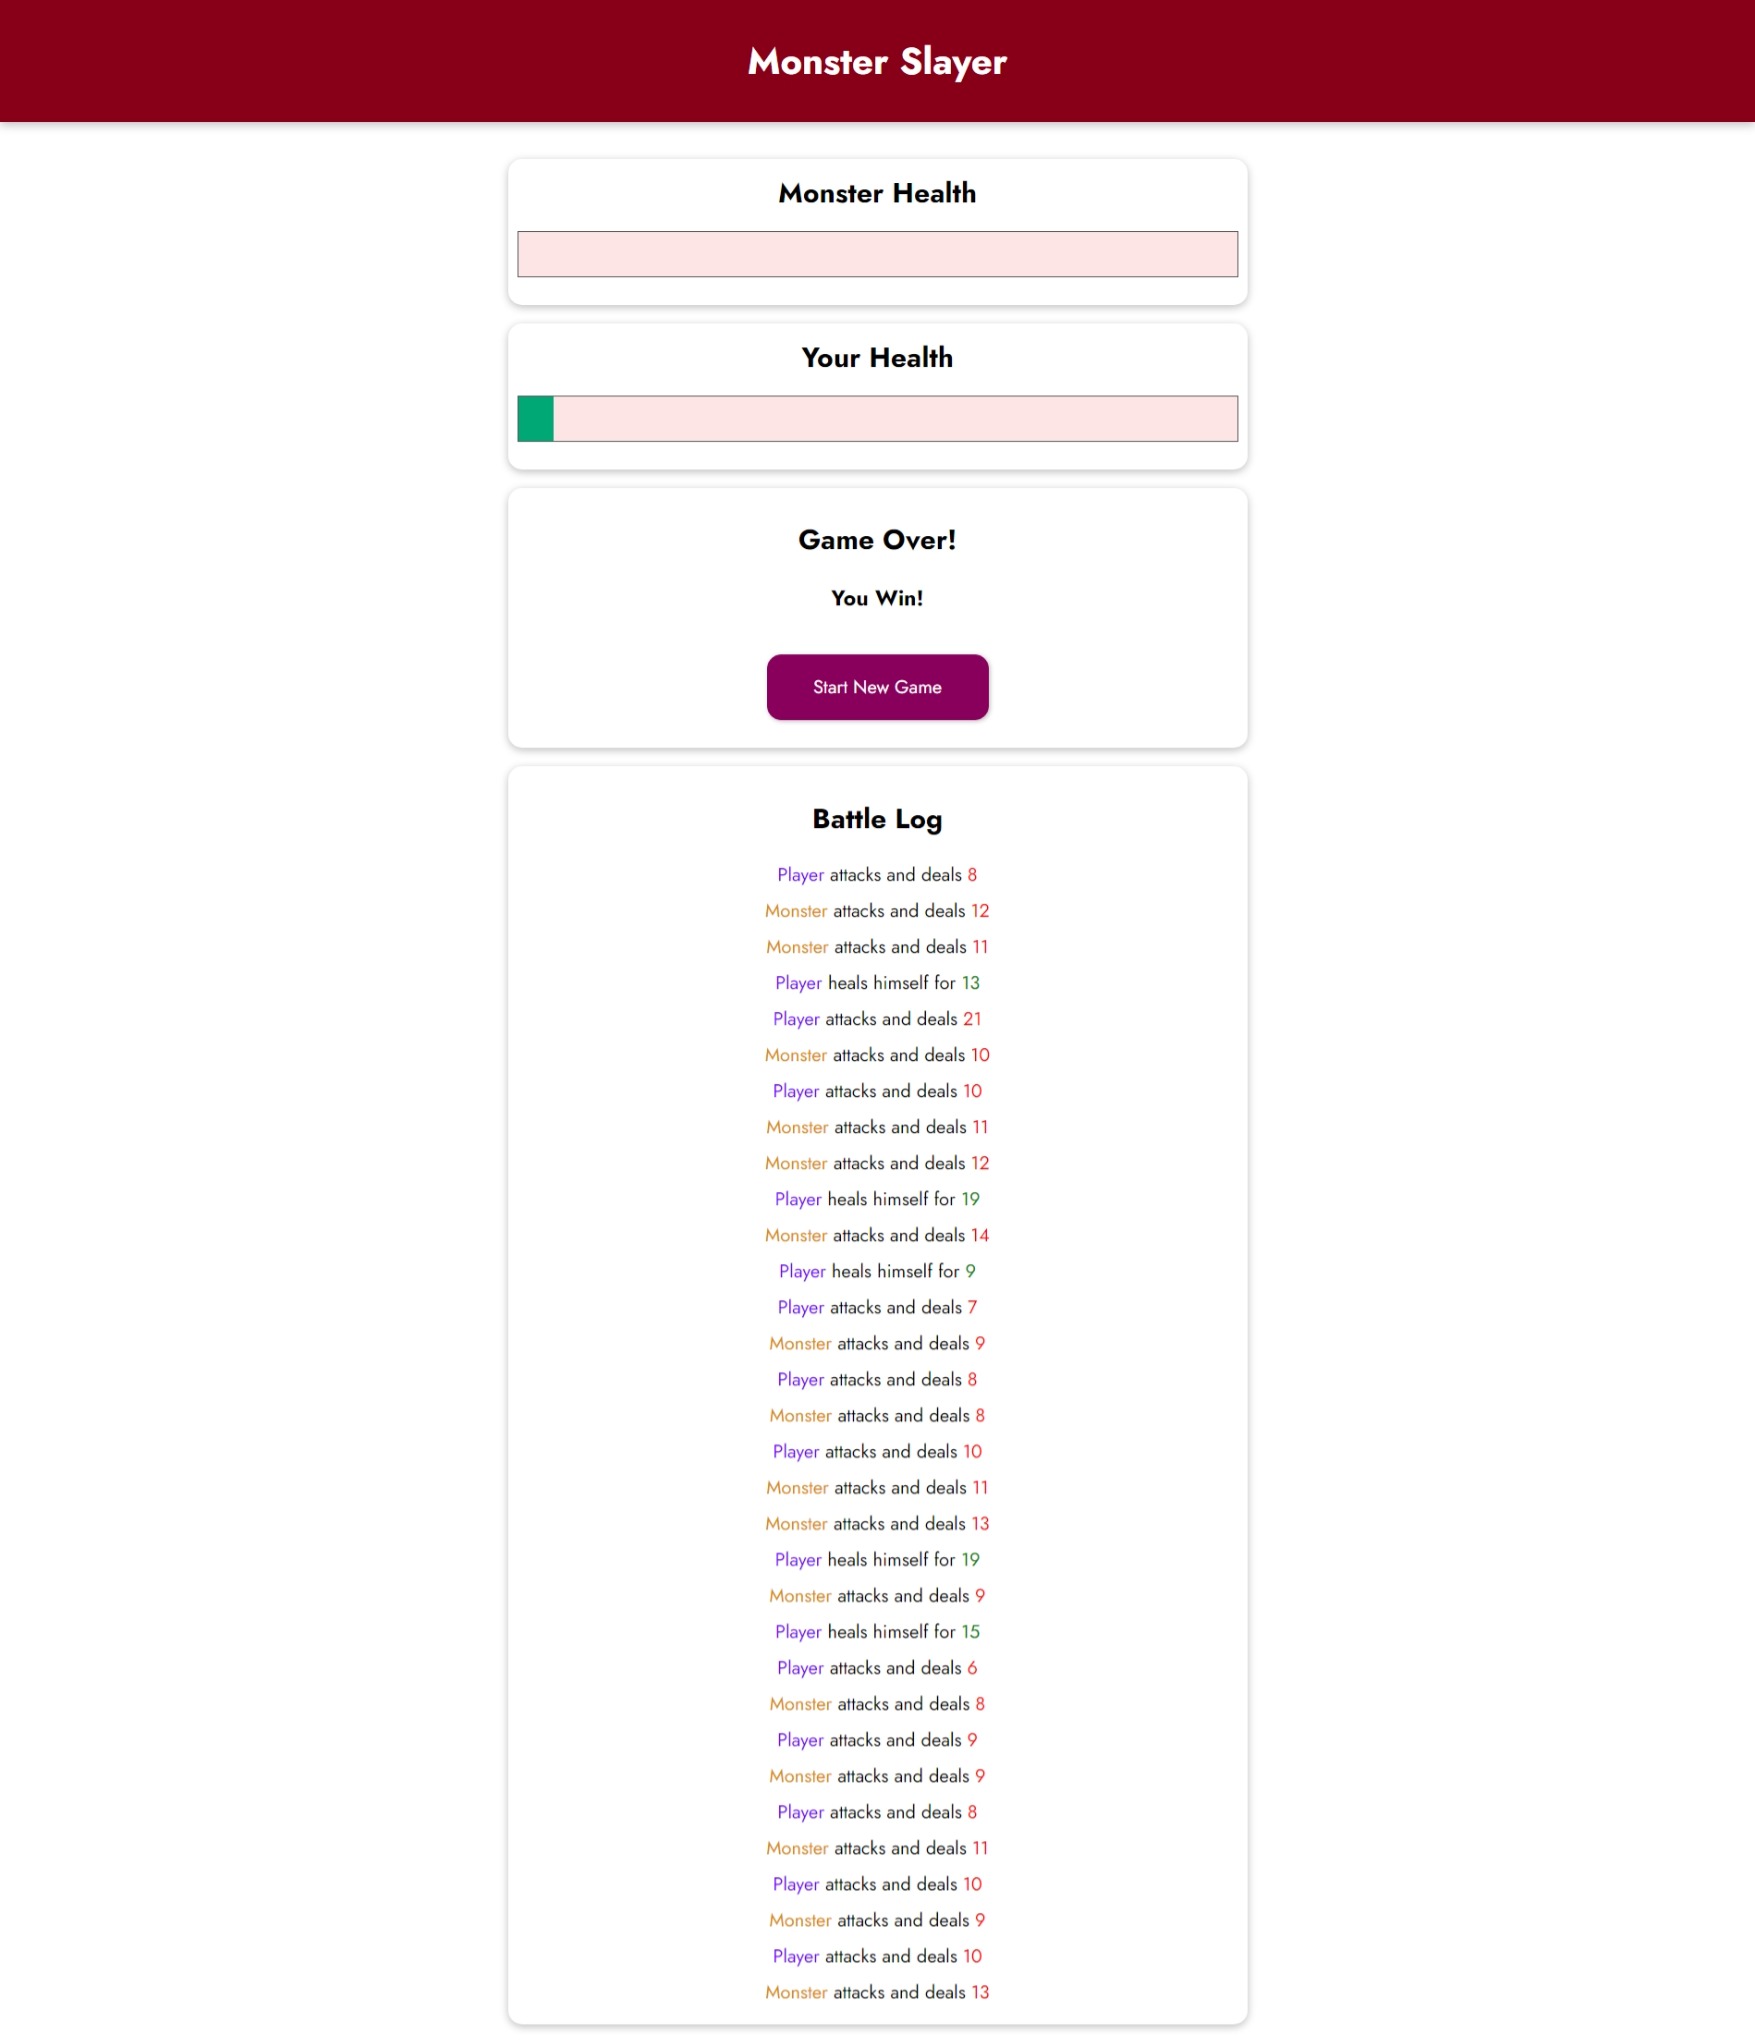 Monster Slayer
Monster Health
Your Health
Game Over!
You Win!
Start New Game
Battle Log
Player attacks and deals 8
Monster attacks and deals 12
Monster attacks and deals 11
Player heals himself for 13
Player attacks and deals 21
Monster attacks and deals 10
Player attacks and deals 10
Monster attacks and deals 11
Monster attacks and deals 12
Player heals himself for 19
Monster attacks and deals 14
Player heals himself for 9
Player attacks and deals 7
Monster attacks and deals 9
Player attacks and deals 8
Monster attacks and deals 8
Player attacks and deals 10
Monster attacks and deals 11
Monster attacks and deals 13
Player heals himself for 19
Monster attacks and deals 9
Player heals himself for 15
Player attacks and deals 6
Monster attacks and deals 8
Player attacks and deals 9
Monster attacks and deals 9
Player attacks and deals 8
Monster attacks and deals 11
Player attacks and deals 10
Monster attacks and deals 9
Player attacks and deals 10
Monster attacks and deals 13